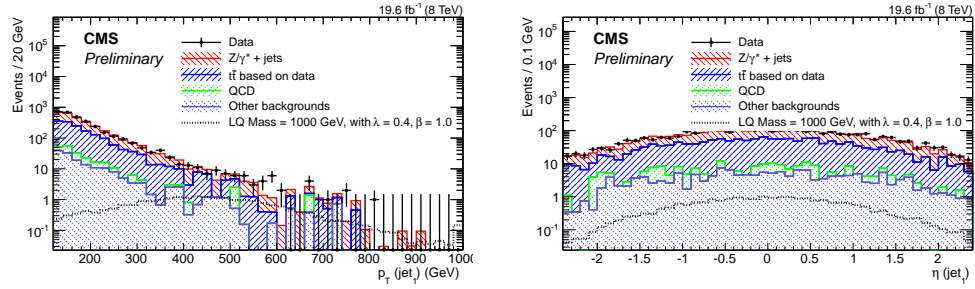 19.6 fb⁻¹ (8 TeV)
Events / 20 GeV
CMS
Preliminary
Data
Z/γ* + jets
tt̄ based on data
QCD
Other backgrounds
LQ Mass = 1000 GeV, with λ = 0.4, β = 1.0
10⁵
10⁴
10³
10²
10
1
10⁻¹
200 300 400 500 600 700 800 900 1000
p_T (jet₁) (GeV)
19.6 fb⁻¹ (8 TeV)
Events / 0.1 GeV
CMS
Preliminary
Data
Z/γ* + jets
tt̄ based on data
QCD
Other backgrounds
LQ Mass = 1000 GeV, with λ = 0.4, β = 1.0
10⁵
10⁴
10³
10²
10
1
10⁻¹
-2 -1.5 -1 -0.5 0 0.5 1 1.5 2
η (jet₁)